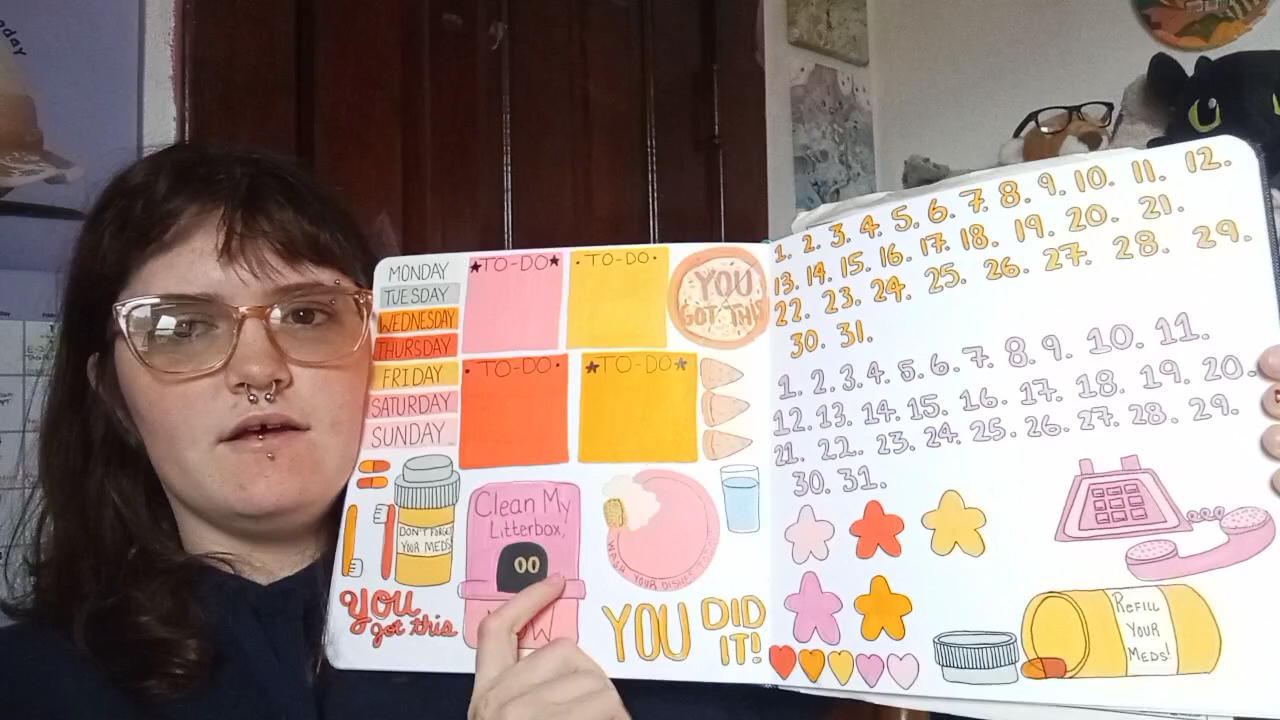 MONDAY
TUESDAY
WEDNESDAY
THURSDAY
FRIDAY
SATURDAY
SUNDAY
TO-DO
TO-DO
TO-DO
TO-DO
YOU
GOT THIS
DON'T FORGET
YOUR MEDS
You
got this
Clean My
Litterbox,
WASH YOUR DISHES
YOU DID
IT!
1. 2. 3. 4. 5. 6. 7. 8. 9. 10. 11. 12.
13. 14. 15. 16. 17. 18. 19. 20. 21.
22. 23. 24. 25. 26. 27. 28. 29.
30. 31.
1. 2. 3. 4. 5. 6. 7. 8. 9. 10. 11.
12. 13. 14. 15. 16. 17. 18. 19. 20.
21. 22. 23. 24. 25. 26. 27. 28. 29.
30. 31.
REFILL
YOUR
MEDS!